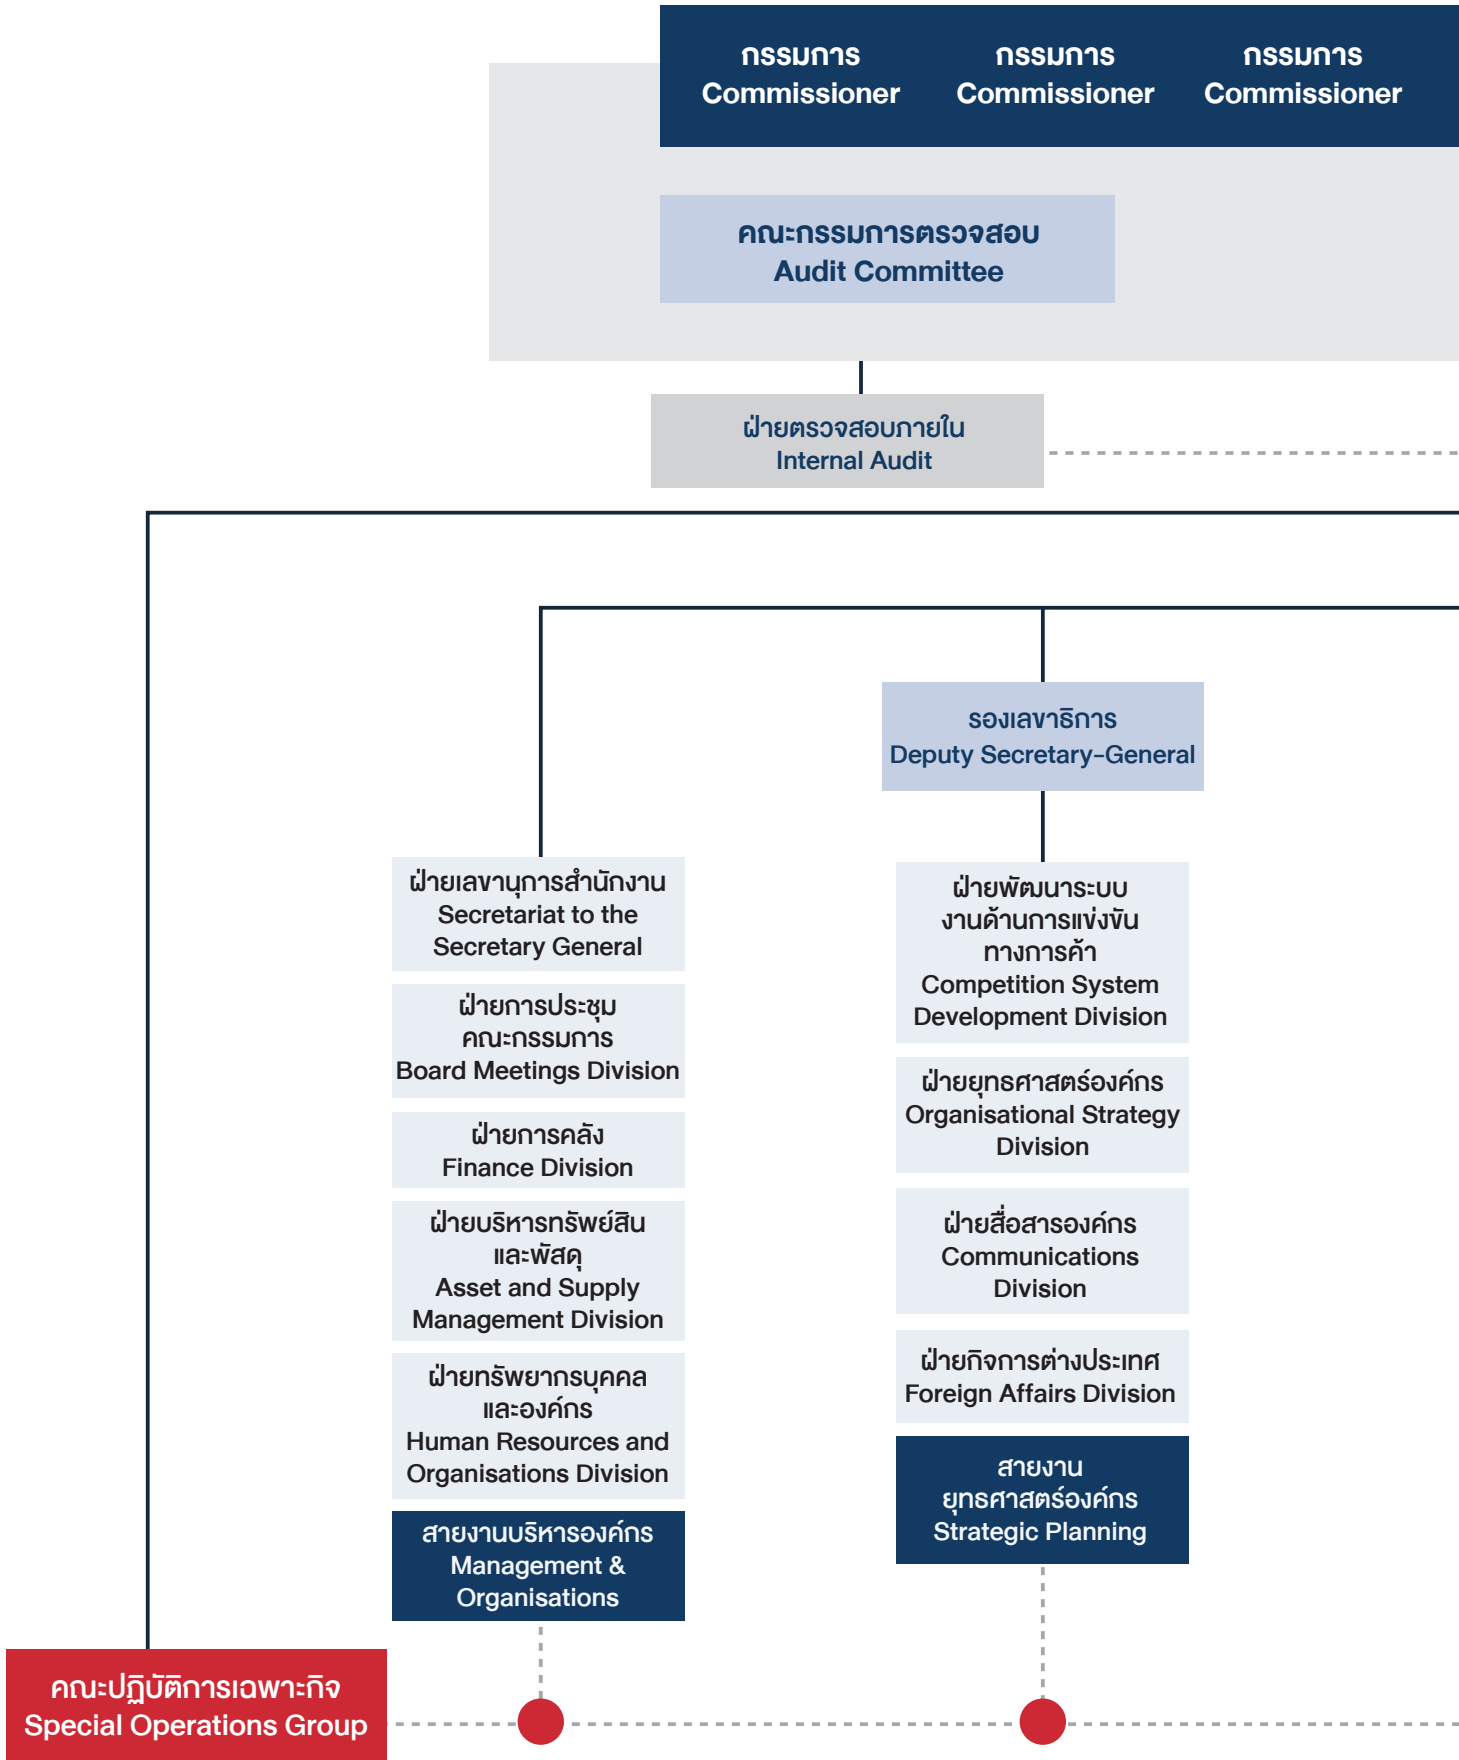 กรรมการ
Commissioner
กรรมการ
Commissioner
กรรมการ
Commissioner
คณะกรรมการตรวจสอบ
Audit Committee
ฝ่ายตรวจสอบภายใน
Internal Audit
รองเลขาธิการ
Deputy Secretary-General
ฝ่ายเลขานุการสำนักงาน
Secretariat to the
Secretary General
ฝ่ายการประชุม
คณะกรรมการ
Board Meetings Division
ฝ่ายการคลัง
Finance Division
ฝ่ายบริหารทรัพย์สิน
และพัสดุ
Asset and Supply
Management Division
ฝ่ายทรัพยากรบุคคล
และองค์กร
Human Resources and
Organisations Division
สายงานบริหารองค์กร
Management &
Organisations
ฝ่ายพัฒนาระบบ
งานด้านการแข่งขัน
ทางการค้า
Competition System
Development Division
ฝ่ายยุทธศาสตร์องค์กร
Organisational Strategy
Division
ฝ่ายสื่อสารองค์กร
Communications
Division
ฝ่ายกิจการต่างประเทศ
Foreign Affairs Division
สายงาน
ยุทธศาสตร์องค์กร
Strategic Planning
คณะปฏิบัติการเฉพาะกิจ
Special Operations Group